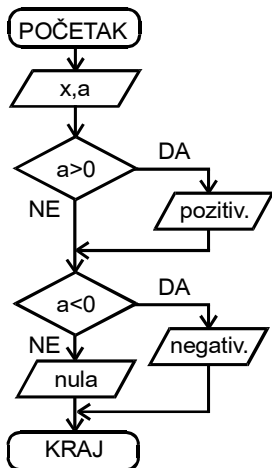 POČETAK
x,a
a>0
DA
NE
pozitiv.
a<0
DA
NE
negativ.
nula
KRAJ